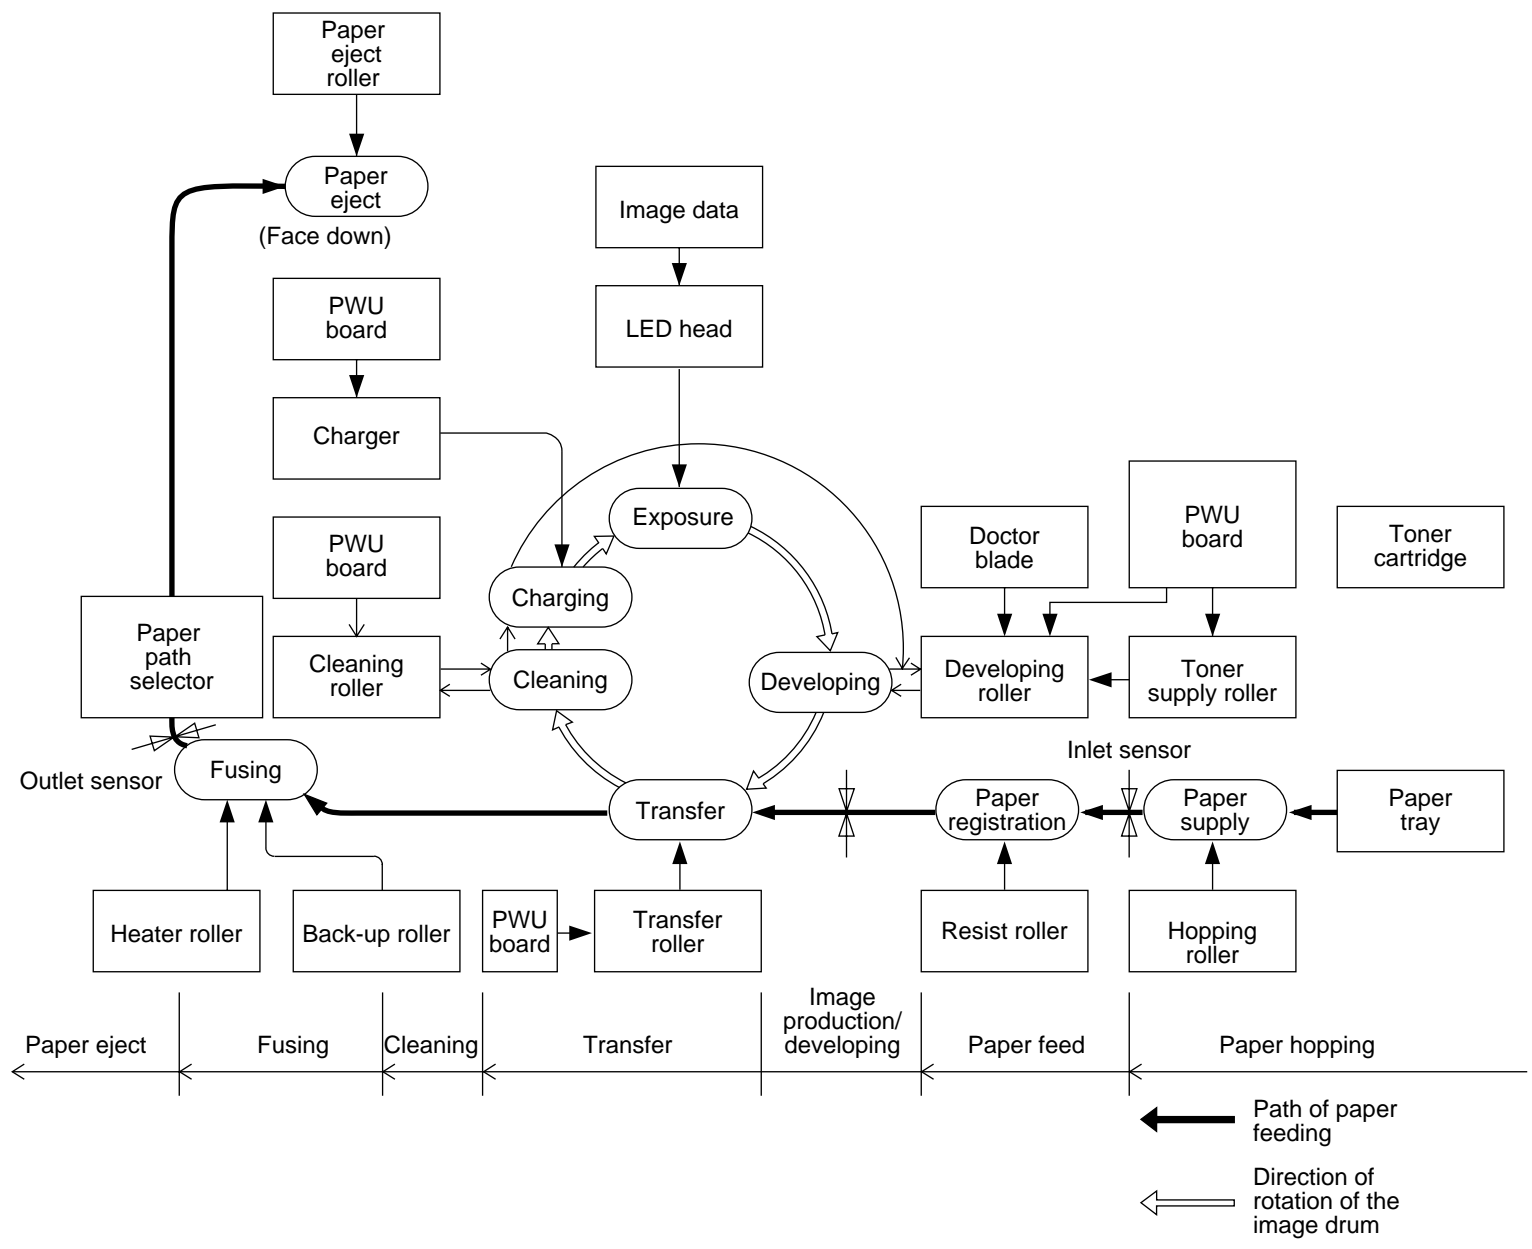 Paper
eject
roller
Paper
eject
(Face down)
Image data
PWU
board
LED head
Charger
Exposure
PWU
board
Doctor
blade
PWU
board
Toner
cartridge
Charging
Paper
path
selector
Cleaning
roller
Cleaning
Developing
Developing
roller
Toner
supply roller
Inlet sensor
Outlet sensor
Fusing
Transfer
Paper
registration
Paper
supply
Paper
tray
Heater roller
Back-up roller
PWU
board
Transfer
roller
Resist roller
Hopping
roller
Paper eject
Fusing
Cleaning
Transfer
Image
production/
developing
Paper feed
Paper hopping
Path of paper
feeding
Direction of
rotation of the
image drum